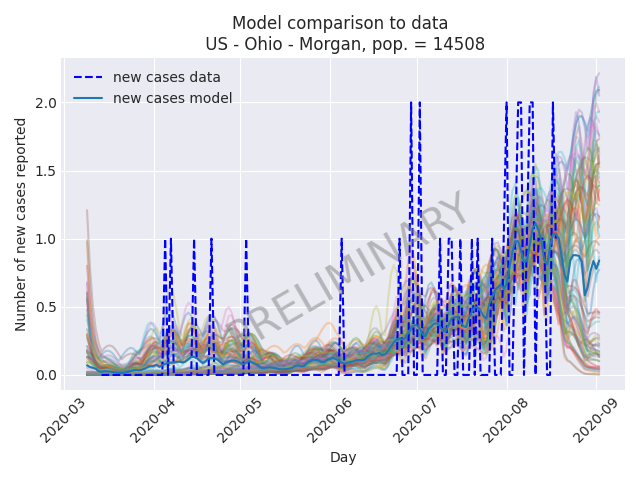 Model comparison to data
US - Ohio - Morgan, pop. = 14508
new cases data
new cases model
Number of new cases reported
2.0
1.5
1.0
0.5
0.0
PRELIMINARY
2020-03
2020-04
2020-05
2020-06
2020-07
2020-08
2020-09
Day